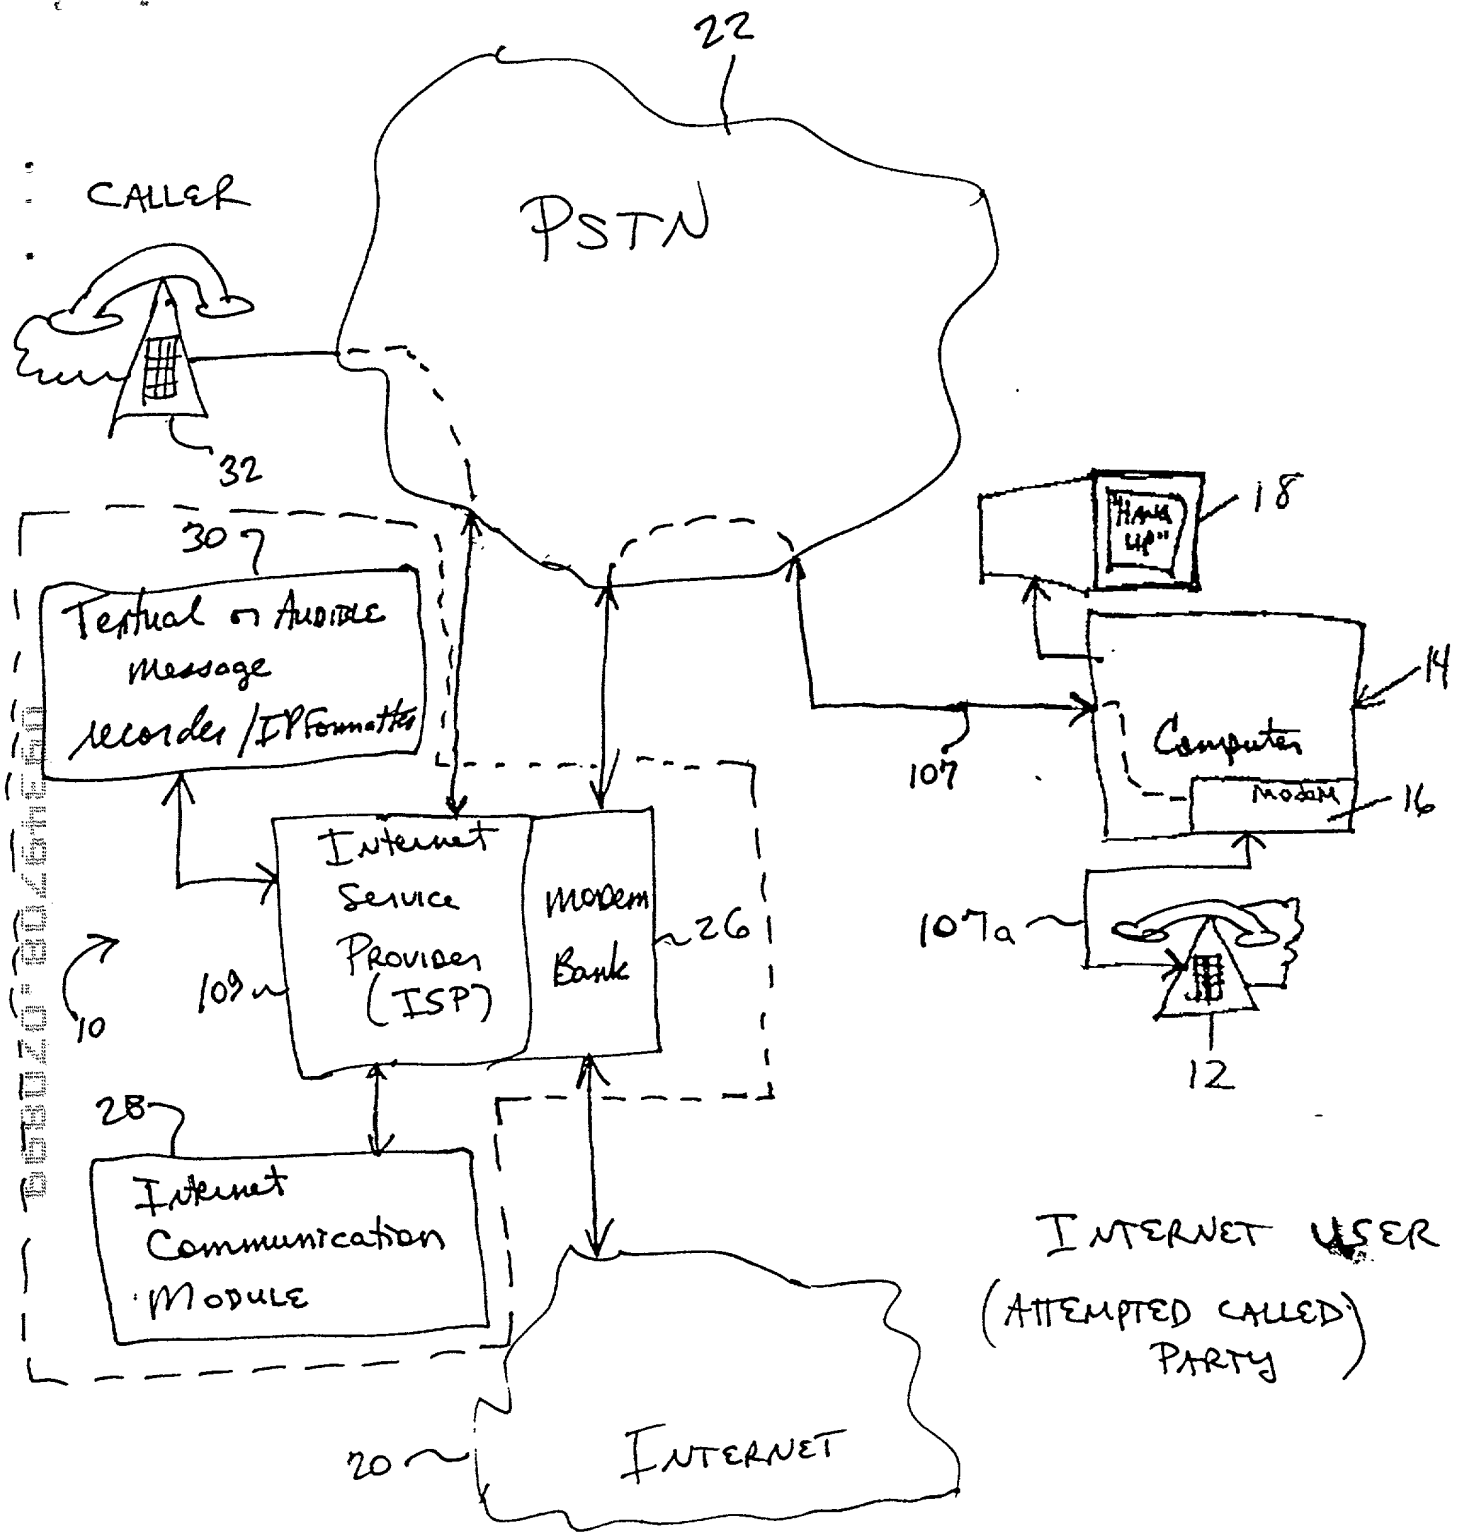 22
CALLER
PSTN
32
18
"HANG
UP"
30
Textual or AUDIBLE
message
recorder/IP Formatter
14
Computer
Modem
16
107
Internet
Service
PROVIDER
(ISP)
Modem
Bank
26
109
10
107a
12
28
Internet
Communication
MODULE
INTERNET USER
(ATTEMPTED CALLED)
PARTY
20
INTERNET